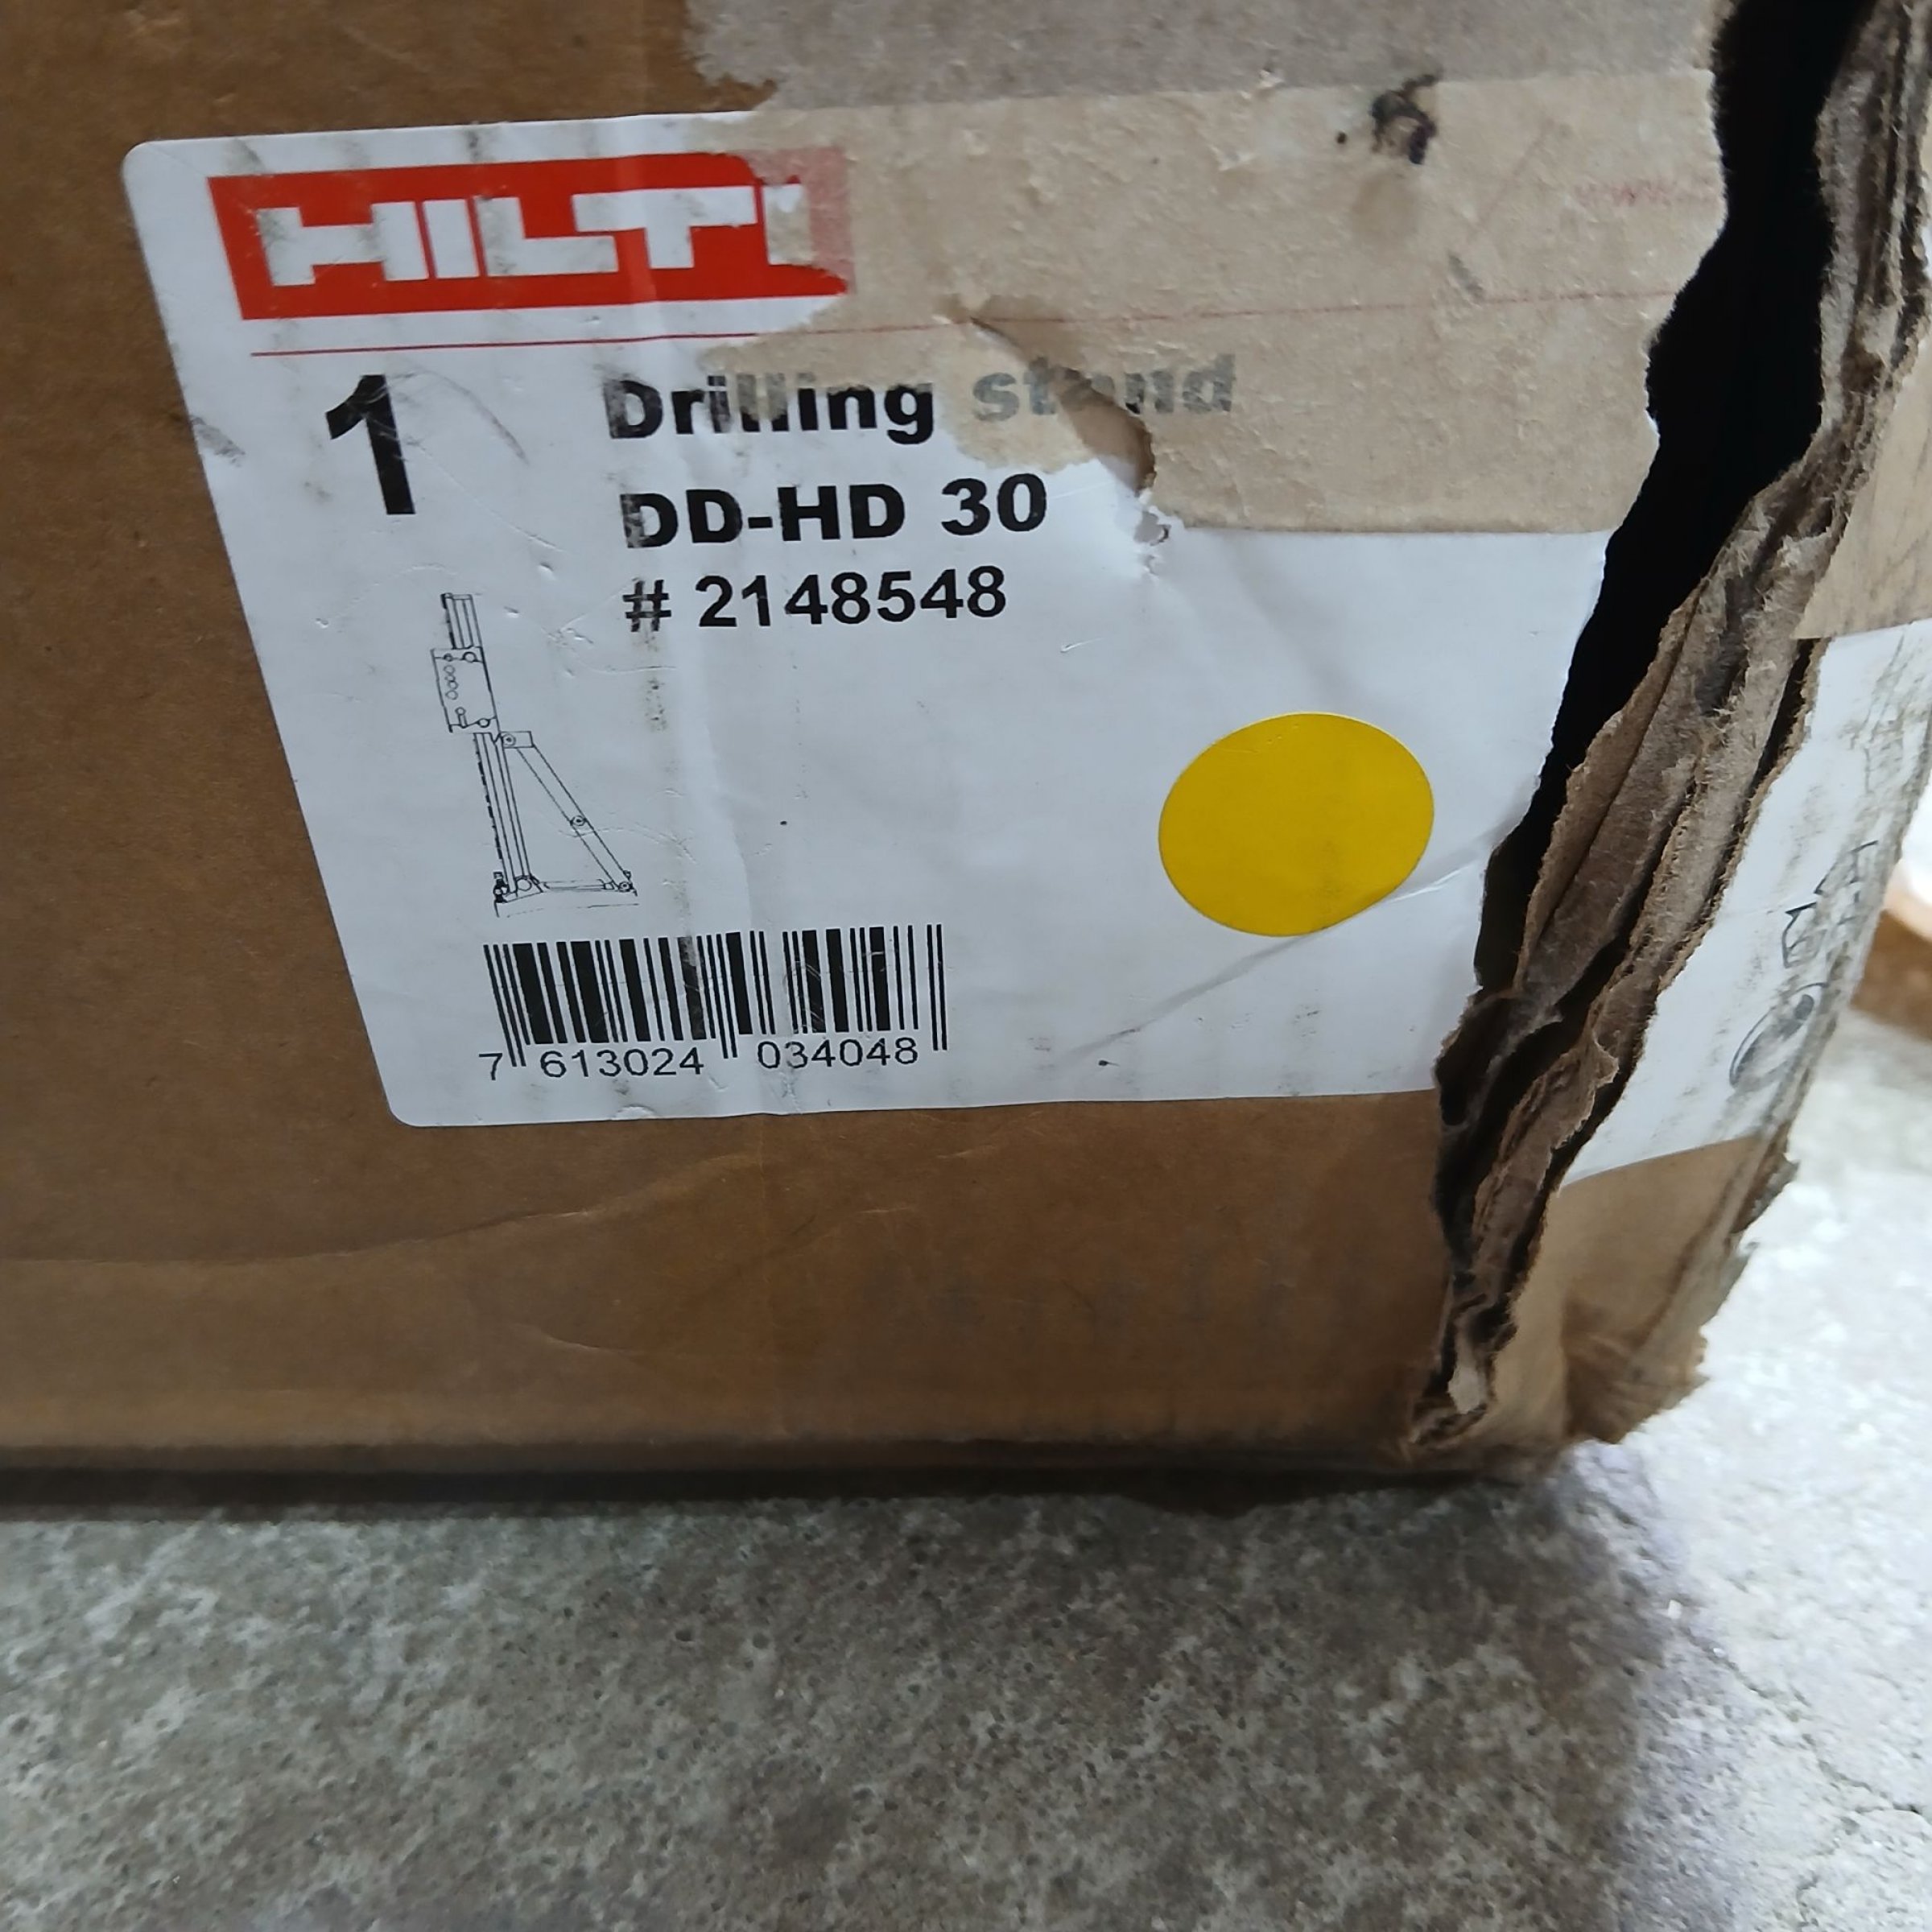 HILTI
1
Drilling stand
DD-HD 30
# 2148548
7 613024 034048